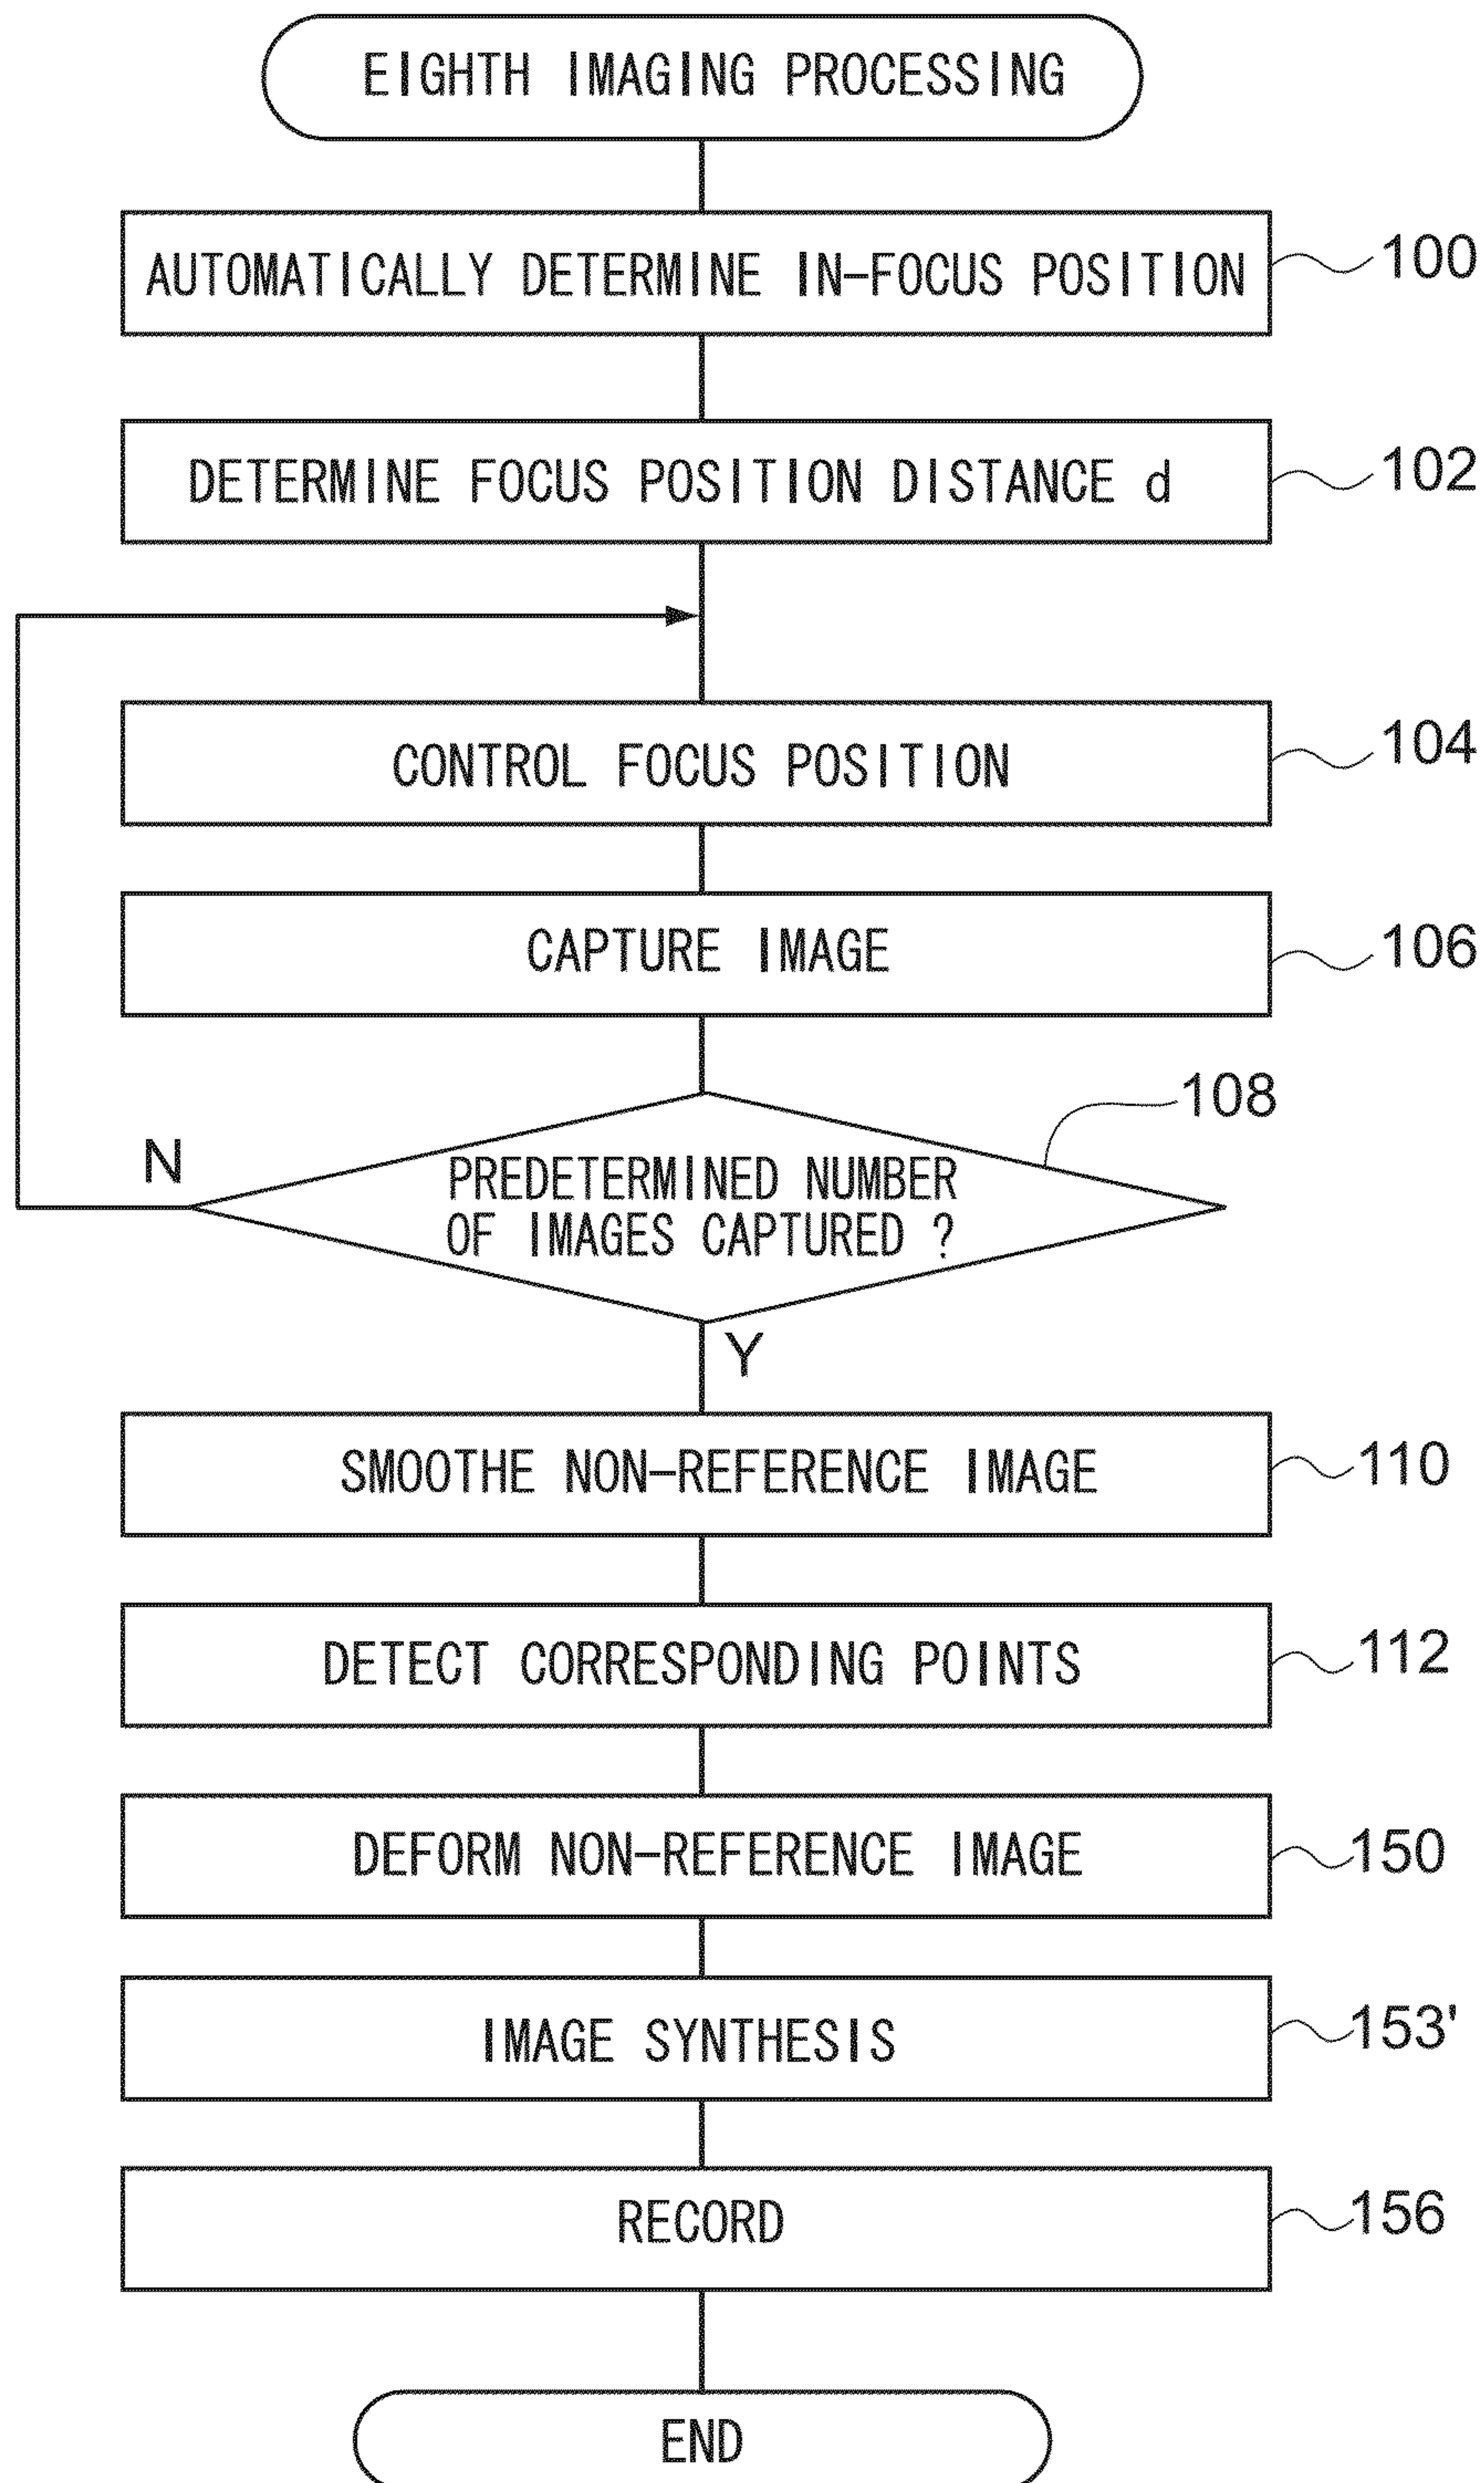 EIGHTH IMAGING PROCESSING
AUTOMATICALLY DETERMINE IN-FOCUS POSITION
100
DETERMINE FOCUS POSITION DISTANCE d
102
CONTROL FOCUS POSITION
104
CAPTURE IMAGE
106
108
N
PREDETERMINED NUMBER
OF IMAGES CAPTURED ?
Y
SMOOTHE NON-REFERENCE IMAGE
110
DETECT CORRESPONDING POINTS
112
DEFORM NON-REFERENCE IMAGE
150
IMAGE SYNTHESIS
153'
RECORD
156
END